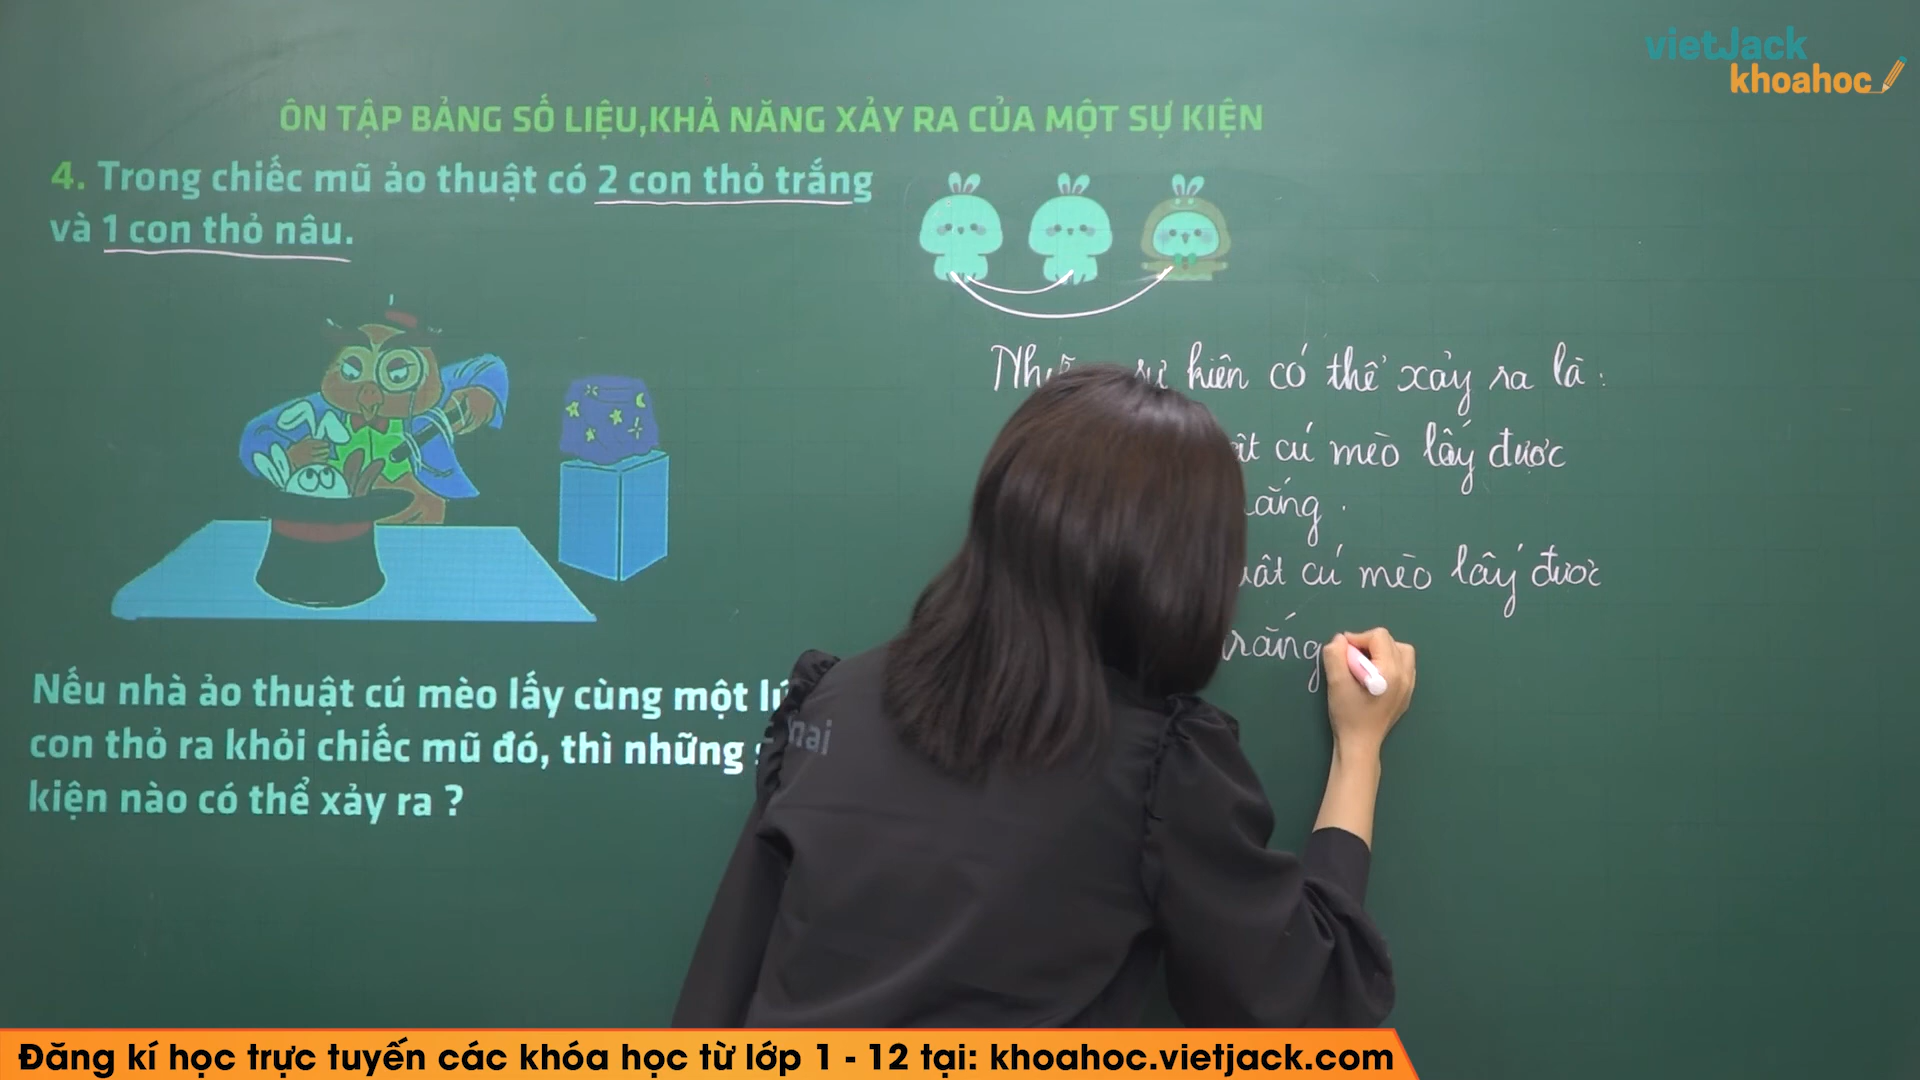 vietJack
khoahoc
ÔN TẬP BẢNG SỐ LIỆU,KHẢ NĂNG XẢY RA CỦA MỘT SỰ KIỆN
4. Trong chiếc mũ ảo thuật có 2 con thỏ trắng
và 1 con thỏ nâu.
kiện có thể xảy ra là :
cú mèo lấy được
cú mèo lấy được
Nếu nhà ảo thuật cú mèo lấy cùng một
con thỏ ra khỏi chiếc mũ đó, thì những
kiện nào có thể xảy ra ?
Đăng kí học trực tuyến các khóa học từ lớp 1 - 12 tại: khoahoc.vietjack.com